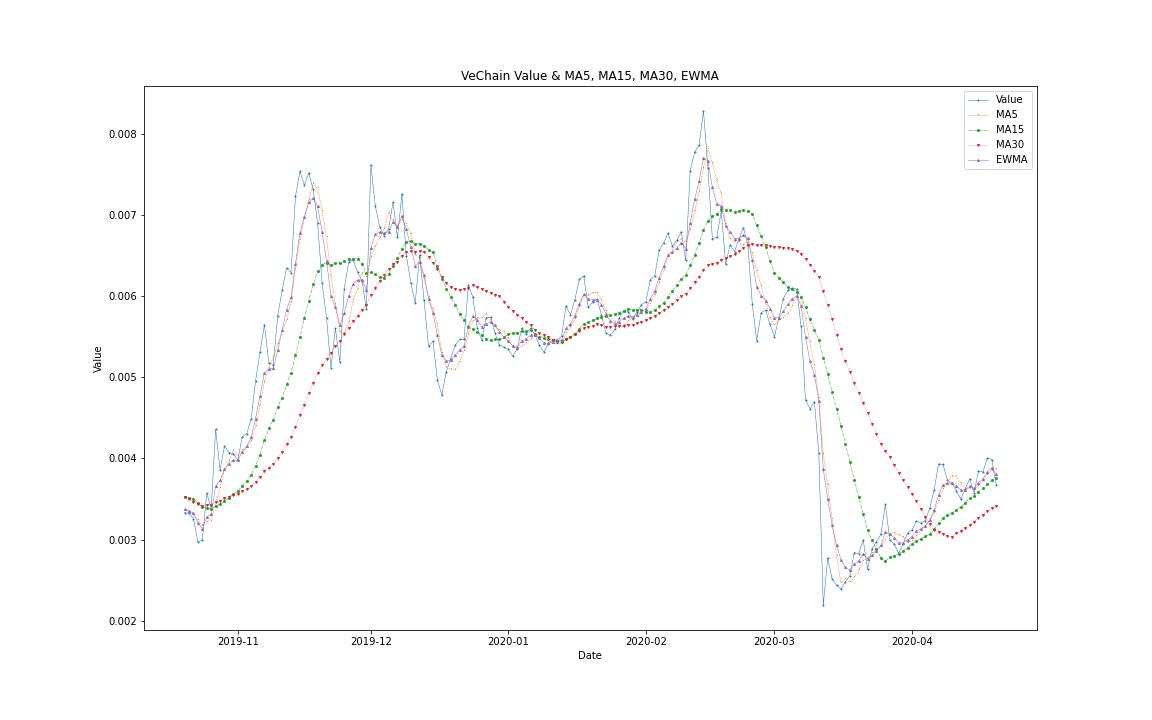 VeChain Value & MA5, MA15, MA30, EWMA
Value
MA5
MA15
MA30
EWMA
0.008
0.007
0.006
0.005
0.004
0.003
0.002
Value
2019-11
2019-12
2020-01
2020-02
2020-03
2020-04
Date